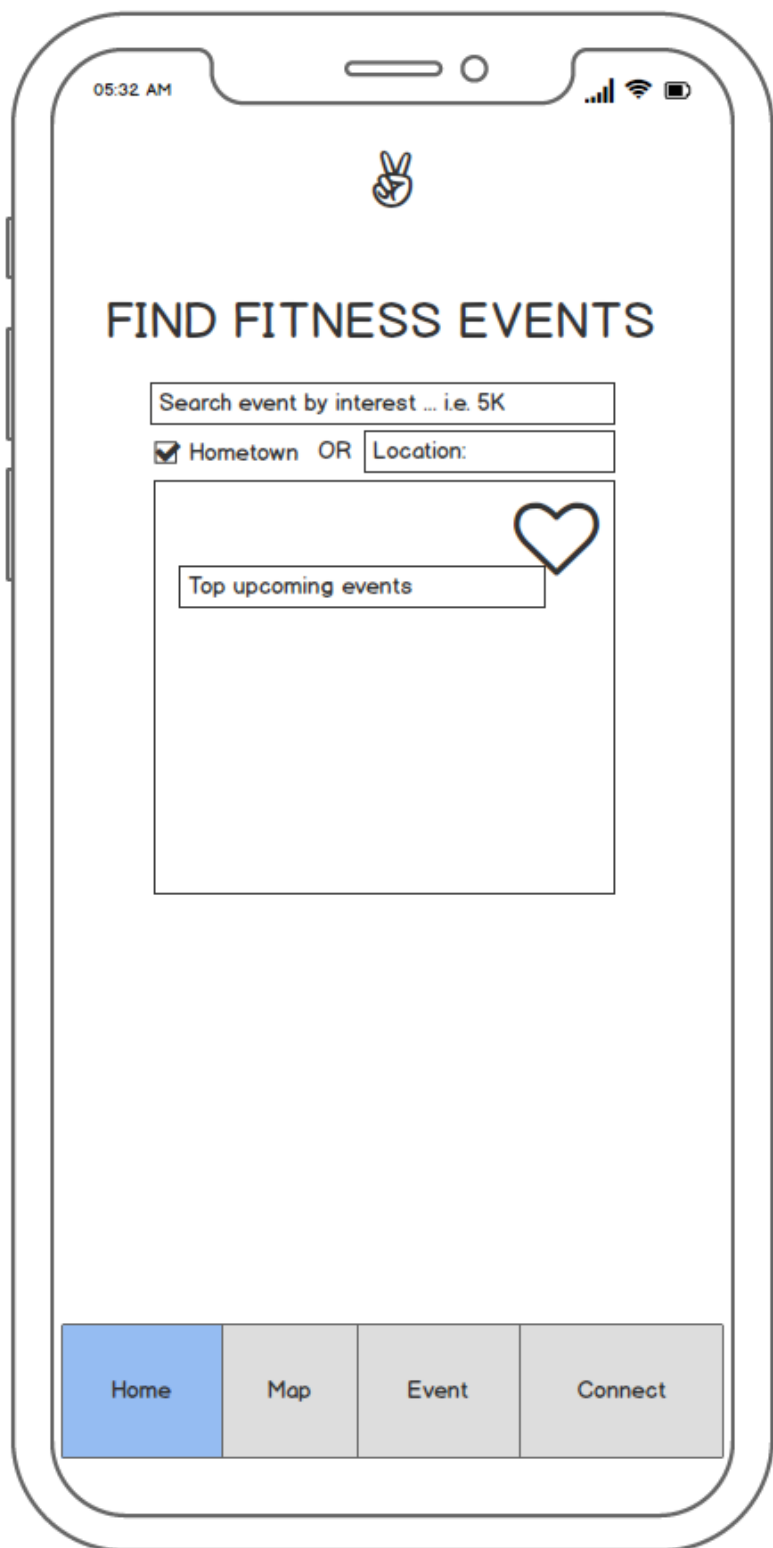 05:32 AM
FIND FITNESS EVENTS
Search event by interest ... i.e. 5K
Hometown OR Location:
Top upcoming events
Home Map Event Connect